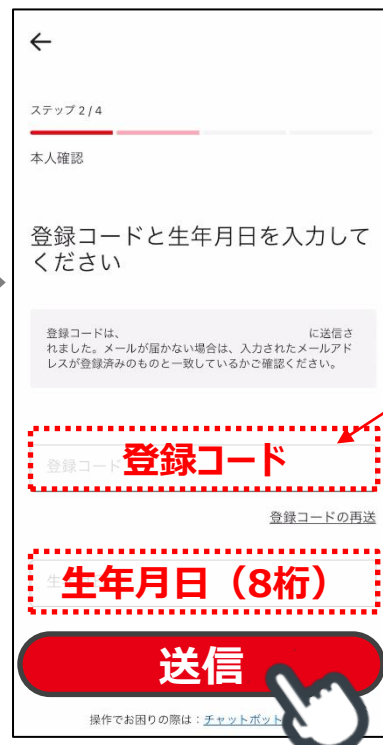 ステップ 2 / 4
本人確認
登録コードと生年月日を入力して
ください
登録コードは、 に送信さ
れました。メールが届かない場合は、入力されたメールアド
レスが登録済みのものと一致しているかご確認ください。
登録コード
登録コード
登録コードの再送
生年月日（8桁）
送信
操作でお困りの際は：チャットボット